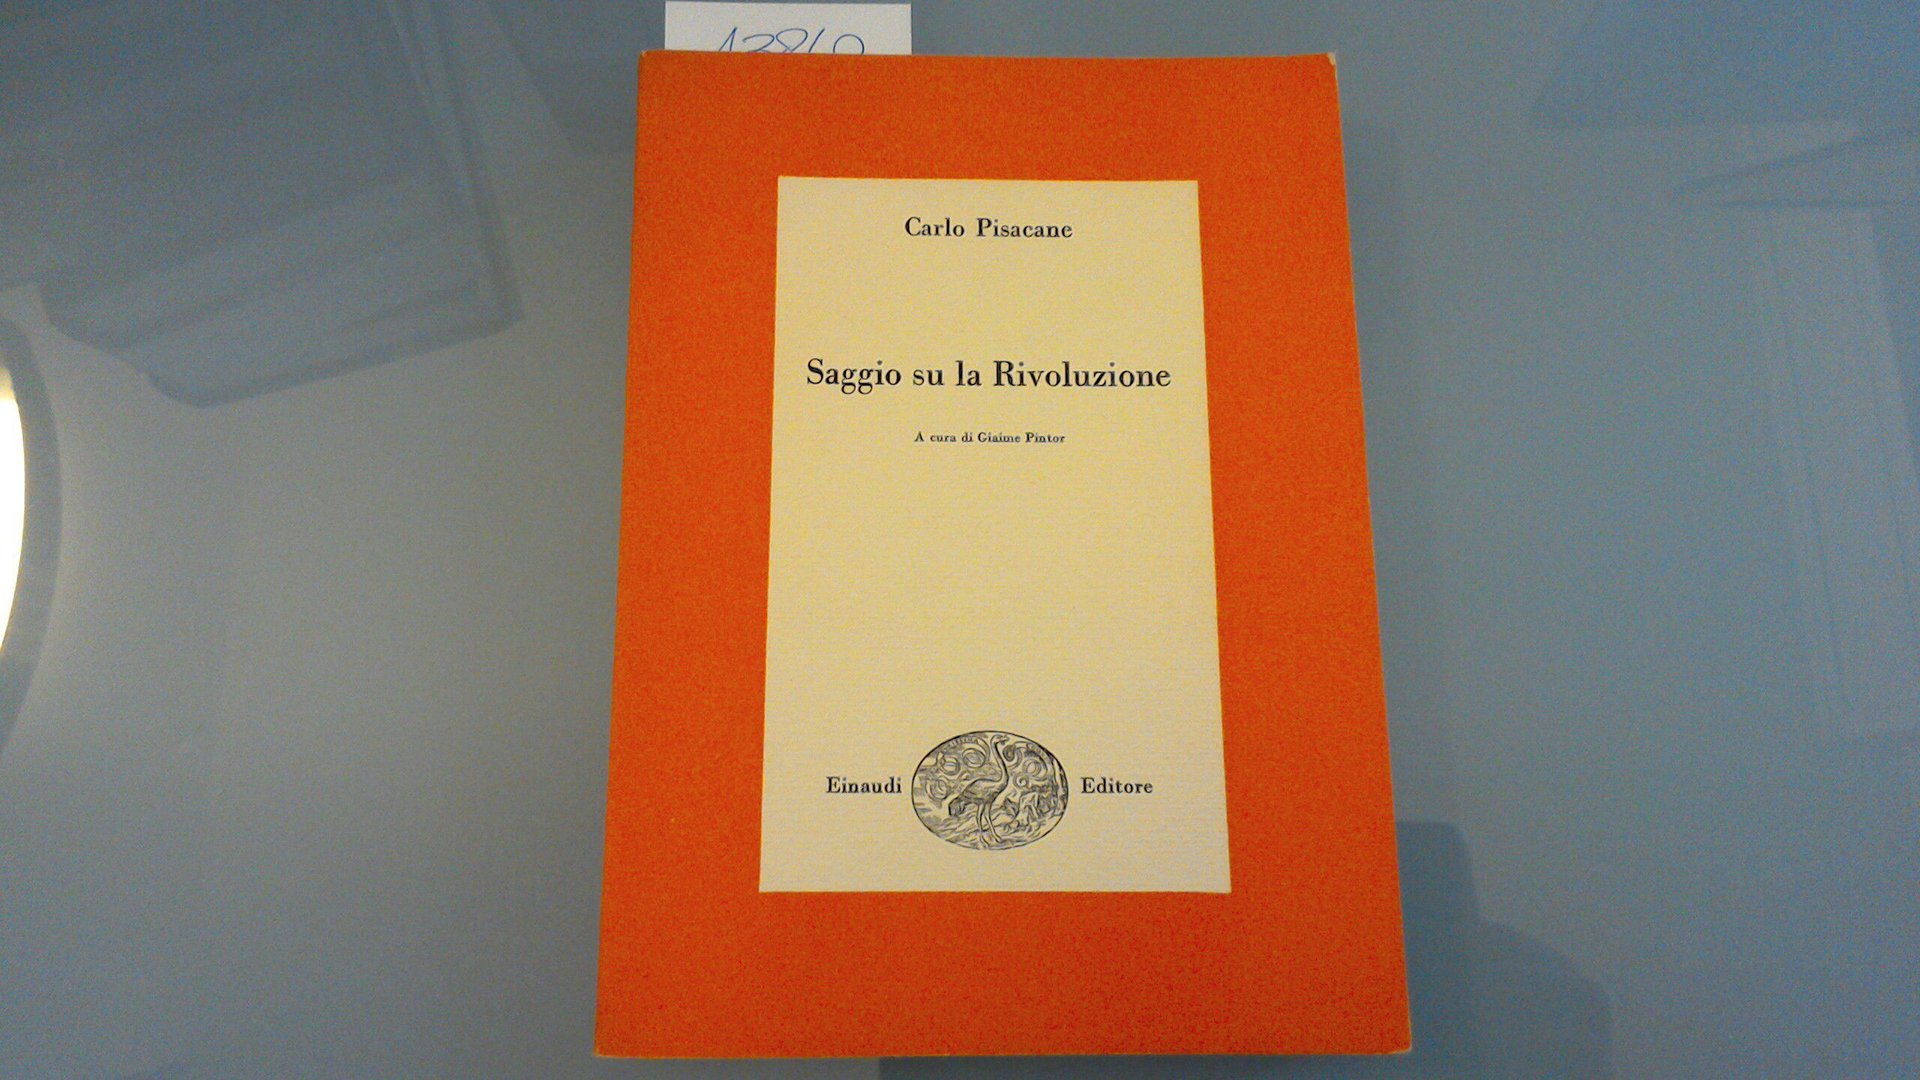 Carlo Pisacane
Saggio su la Rivoluzione
A cura di Giaime Pintor
Einaudi Editore